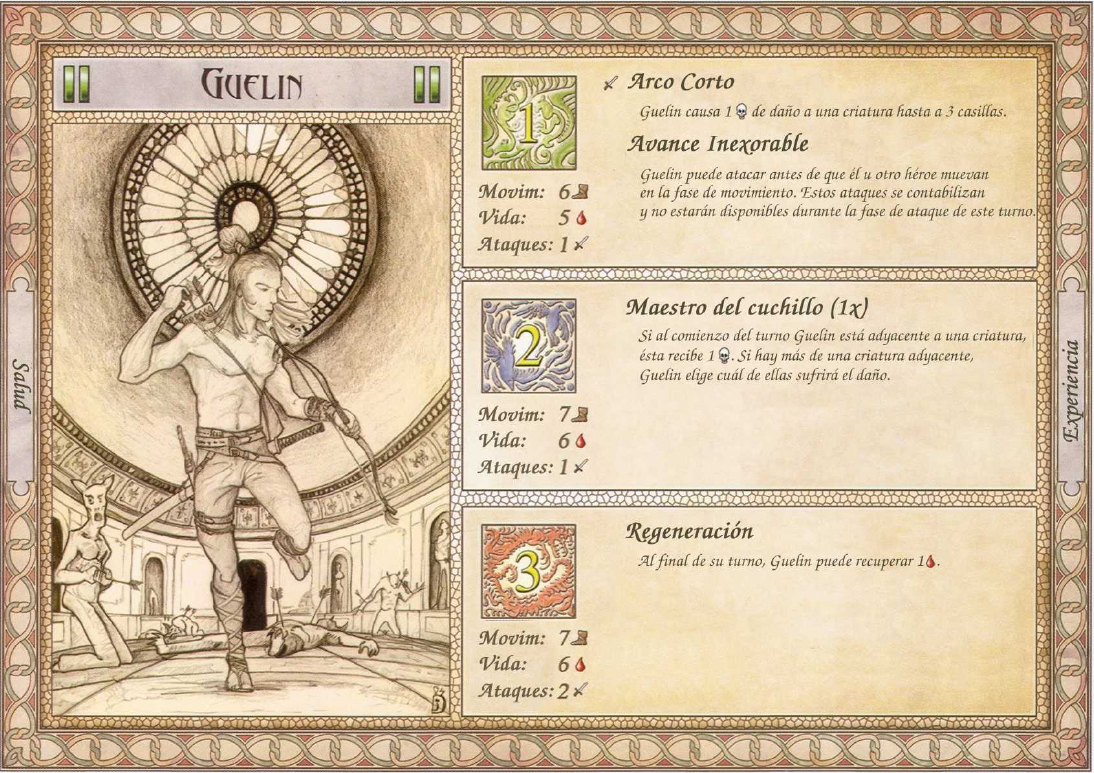 GUELIN
Salud
1
Movim: 6
Vida: 5
Ataques: 1
Arco Corto
Guelin causa 1 de daño a una criatura hasta a 3 casillas.
Avance Inexorable
Guelin puede atacar antes de que él u otro héroe muevan
en la fase de movimiento. Estos ataques se contabilizan
y no estarán disponibles durante la fase de ataque de este turno.
2
Movim: 7
Vida: 6
Ataques: 1
Maestro del cuchillo (1x)
Si al comienzo del turno Guelin está adyacente a una criatura,
ésta recibe 1. Si hay más de una criatura adyacente,
Guelin elige cuál de ellas sufrirá el daño.
3
Movim: 7
Vida: 6
Ataques: 2
Regeneración
Al final de su turno, Guelin puede recuperar 1.
Experiencia